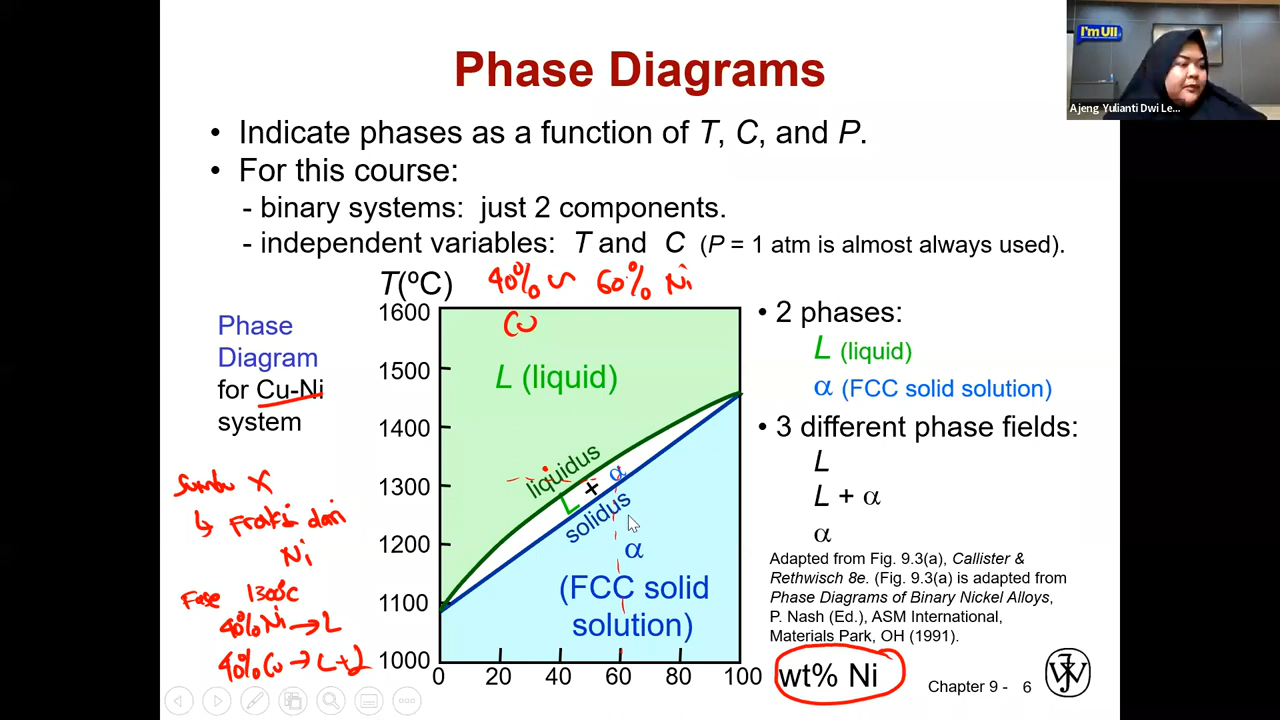 I'm UII
Ajeng Yulianti Dwi Le...
Phase Diagrams
• Indicate phases as a function of T, C, and P.
• For this course:
- binary systems: just 2 components.
- independent variables: T and C (P = 1 atm is almost always used).
T(ºC)
40% ~ 60% Ni
Cu
1600
1500
1400
1300
1200
1100
1000
0 20 40 60 80 100
wt% Ni
L (liquid)
liquidus
L + α
solidus
α
(FCC solid
solution)
Phase
Diagram
for Cu-Ni
system
Sumbu X
↳ Fraksi dari
Ni
Fase 1300°C
40% Ni → L
40% Cu → L+α
• 2 phases:
L (liquid)
α (FCC solid solution)
• 3 different phase fields:
L
L + α
α
Adapted from Fig. 9.3(a), Callister &
Rethwisch 8e. (Fig. 9.3(a) is adapted from
Phase Diagrams of Binary Nickel Alloys,
P. Nash (Ed.), ASM International,
Materials Park, OH (1991).
Chapter 9 - 6